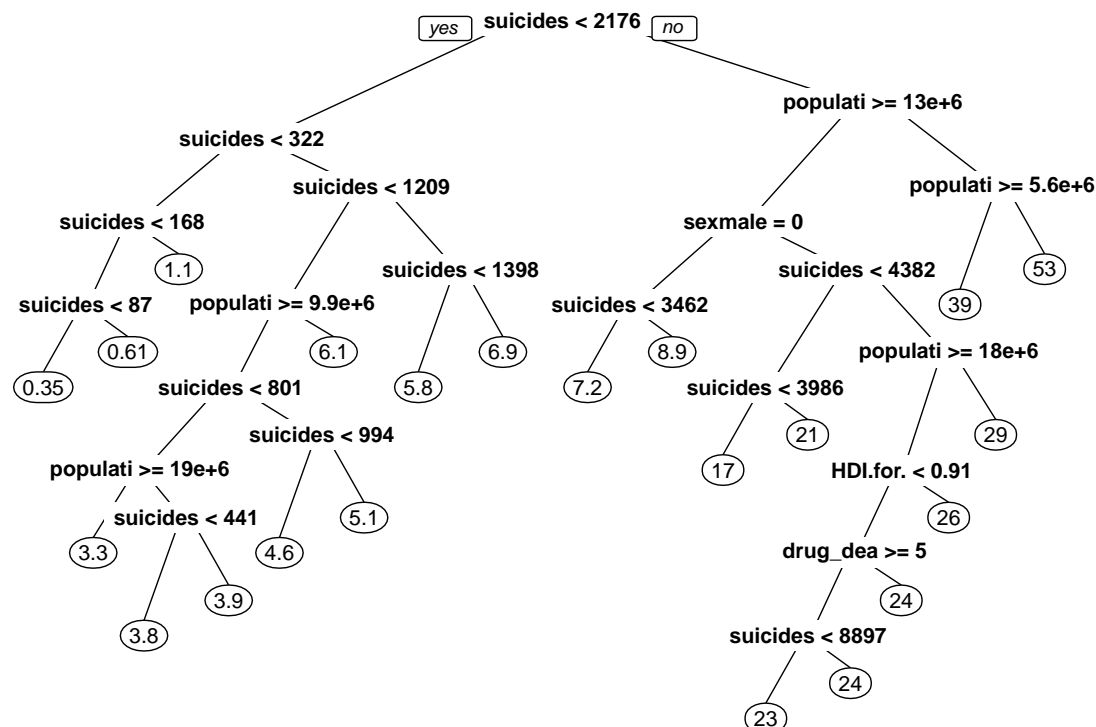 suicides < 2176
yes
no
populati >= 13e+6
suicides < 322
suicides < 1209
populati >= 5.6e+6
suicides < 168
sexmale = 0
1.1
suicides < 1398
suicides < 4382
39
53
suicides < 87
populati >= 9.9e+6
suicides < 3462
0.35
0.61
6.1
5.8
6.9
7.2
8.9
populati >= 18e+6
suicides < 801
suicides < 3986
suicides < 994
17
21
29
populati >= 19e+6
HDI.for. < 0.91
3.3
suicides < 441
4.6
5.1
26
drug_dea >= 5
3.8
3.9
24
suicides < 8897
23
24